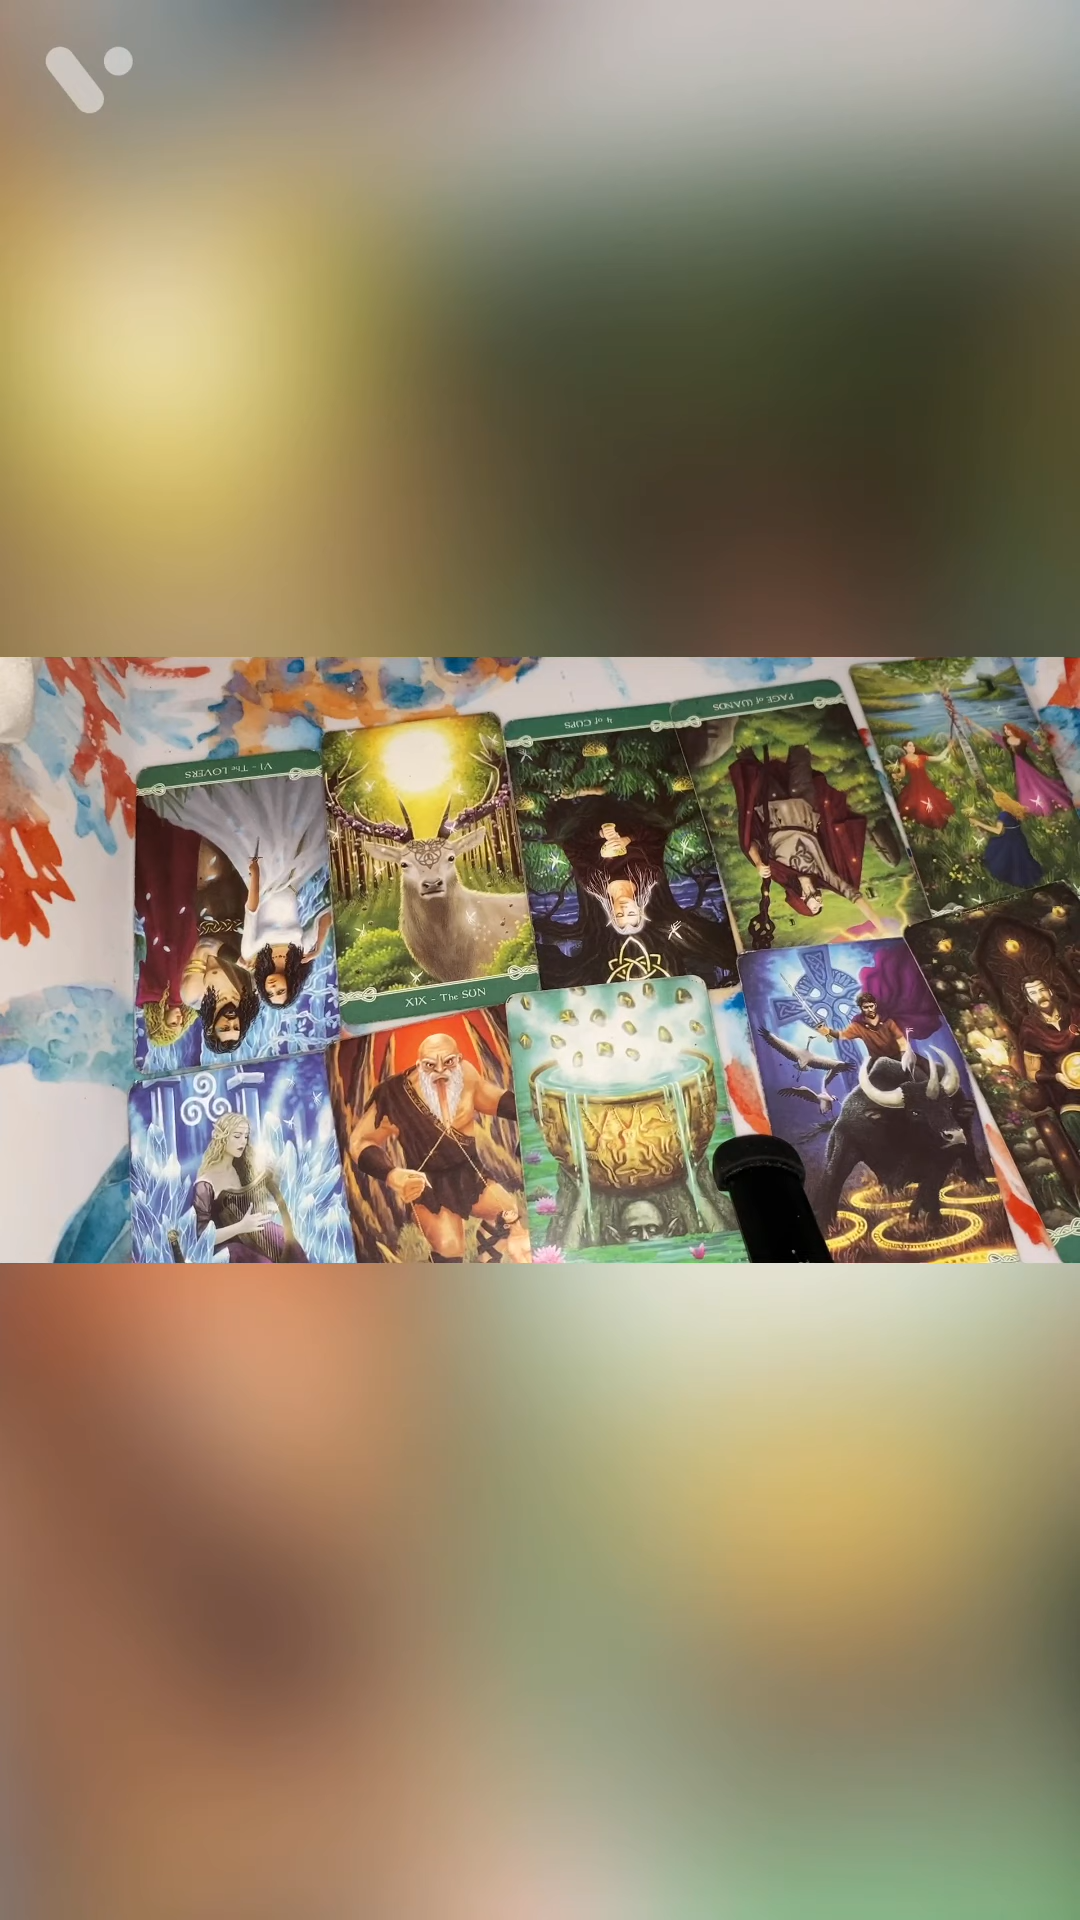 VI - The LOVERS
XIX - The SUN
4 of CUPS
PAGE of WANDS